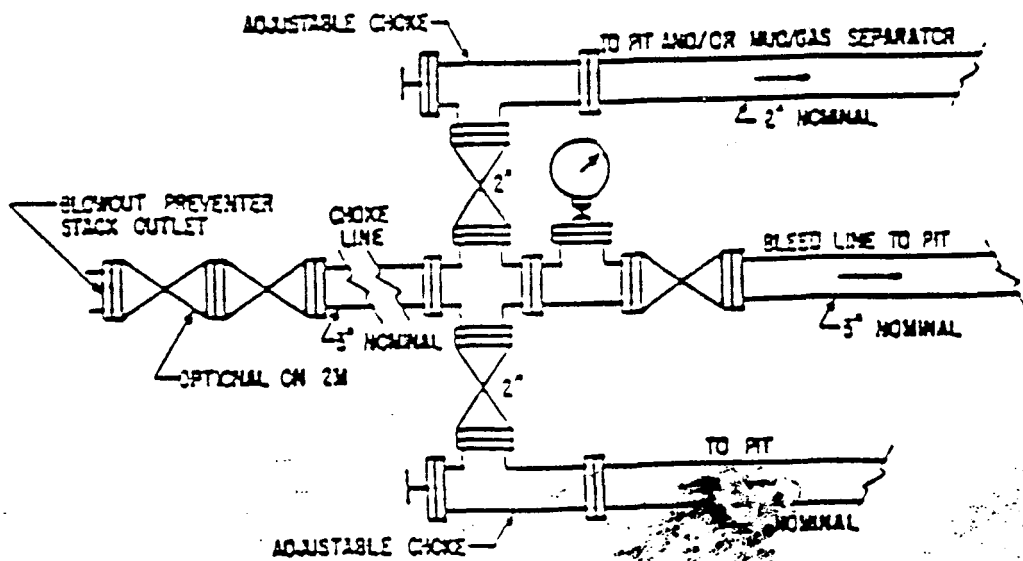 ADJUSTABLE CHOKE
TO PIT AND/OR MUD/GAS SEPARATOR
2" NOMINAL
2"
BLOWOUT PREVENTER
STACK OUTLET
CHOKE
LINE
BLEED LINE TO PIT
3" NOMINAL
3" NOMINAL
OPTIONAL ON 2M
2"
TO PIT
NOMINAL
ADJUSTABLE CHOKE